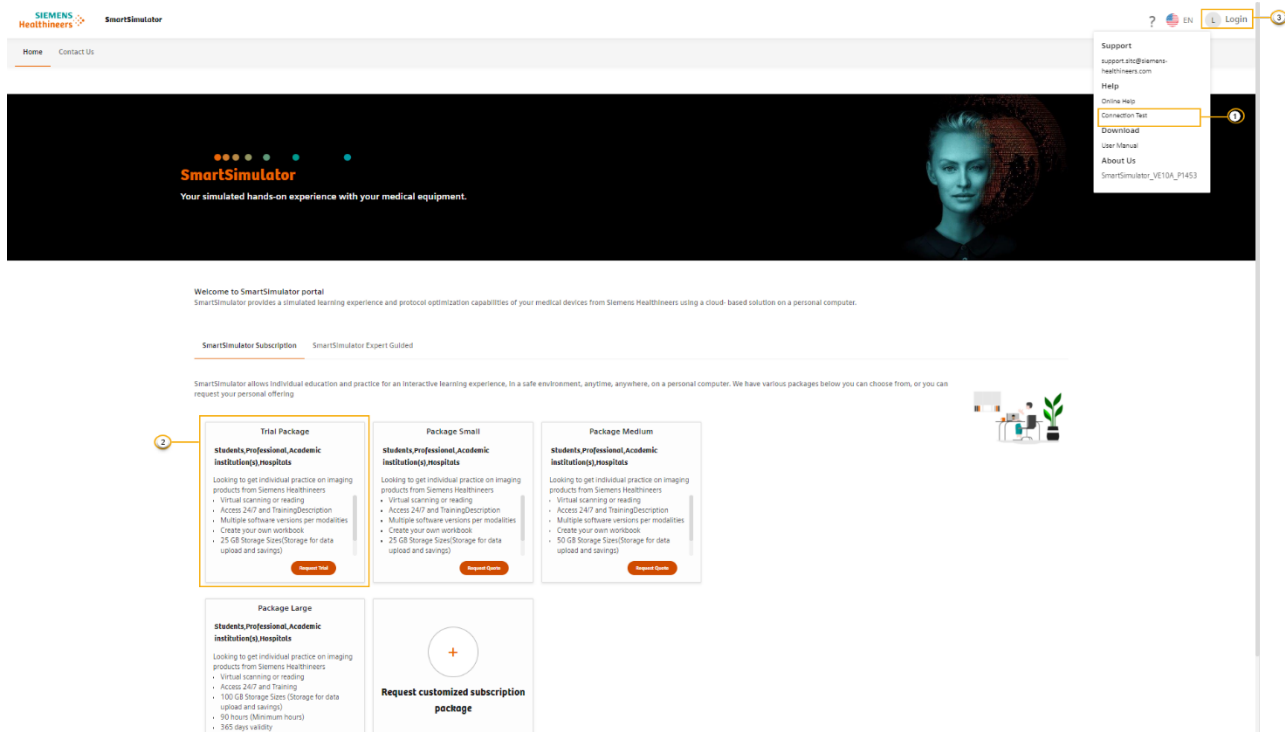 SIEMENS
Healthineers
SmartSimulator
?
EN
L
Login
3
Home
Contact Us
Support
support.sitc@siemens-
healthineers.com
Help
Online Help
Connection Test
1
Download
User Manual
About Us
SmartSimulator_VE10A_P1453
SmartSimulator
Your simulated hands-on experience with your medical equipment.
Welcome to SmartSimulator portal
SmartSimulator provides a simulated learning experience and protocol optimization capabilities of your medical devices from Siemens Healthineers using a cloud- based solution on a personal computer.
SmartSimulator Subscription
SmartSimulator Expert Guided
SmartSimulator allows individual education and practice for an interactive learning experience, in a safe environment, anytime, anywhere, on a personal computer. We have various packages below you can choose from, or you can
request your personal offering
2
Trial Package
Students,Professional,Academic
institution(s),Hospitals
Looking to get individual practice on imaging
products from Siemens Healthineers
• Virtual scanning or reading
• Access 24/7 and TrainingDescription
• Multiple software versions per modalities
• Create your own workbook
• 25 GB Storage Sizes(Storage for data
upload and savings)
Request Trial
Package Small
Students,Professional,Academic
institution(s),Hospitals
Looking to get individual practice on imaging
products from Siemens Healthineers
• Virtual scanning or reading
• Access 24/7 and TrainingDescription
• Multiple software versions per modalities
• Create your own workbook
• 25 GB Storage Sizes(Storage for data
upload and savings)
Request Quote
Package Medium
Students,Professional,Academic
institution(s),Hospitals
Looking to get individual practice on imaging
products from Siemens Healthineers
• Virtual scanning or reading
• Access 24/7 and TrainingDescription
• Multiple software versions per modalities
• Create your own workbook
• 50 GB Storage Sizes(Storage for data
upload and savings)
Request Quote
Package Large
Students,Professional,Academic
institution(s),Hospitals
Looking to get individual practice on imaging
products from Siemens Healthineers
• Virtual scanning or reading
• Access 24/7 and Training
• 100 GB Storage Sizes (Storage for data
upload and savings)
• 90 hours (Minimum hours)
• 365 days validity
+
Request customized subscription
package